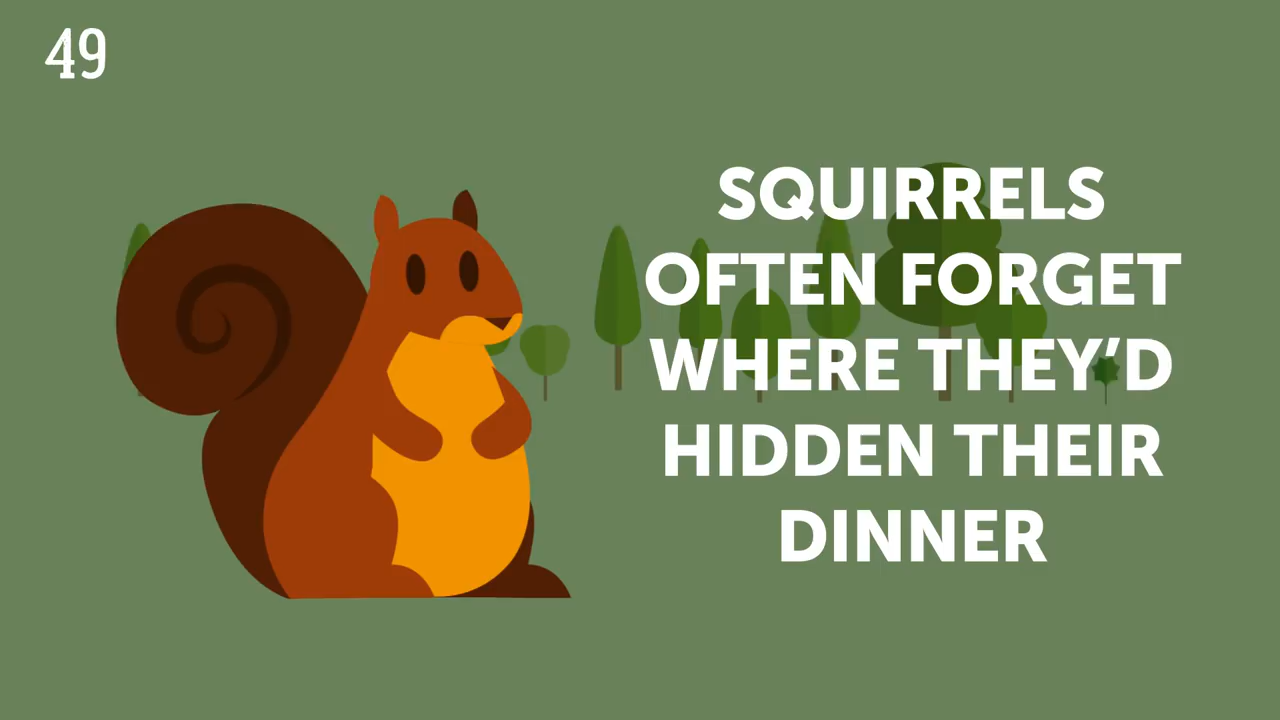 49
SQUIRRELS
OFTEN FORGET
WHERE THEY’D
HIDDEN THEIR
DINNER